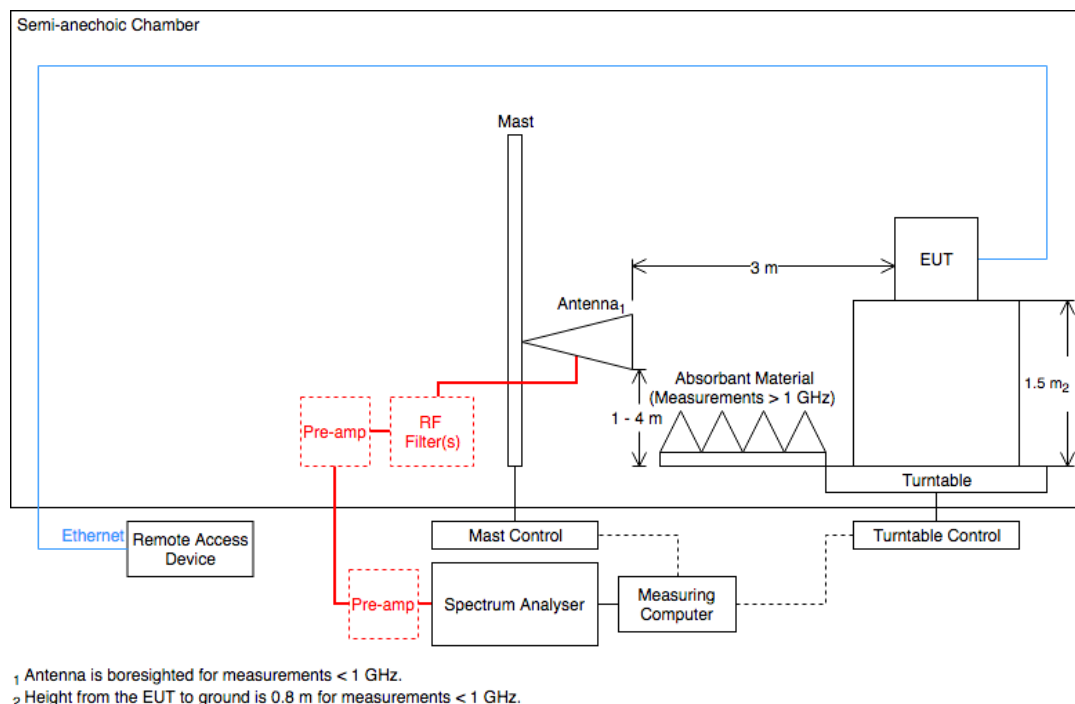 Semi-anechoic Chamber
Mast
Antenna1
3 m
EUT
Absorbant Material
(Measurements > 1 GHz)
1 - 4 m
1.5 m2
Pre-amp
RF
Filter(s)
Turntable
Ethernet
Remote Access
Device
Mast Control
Turntable Control
Pre-amp
Spectrum Analyser
Measuring
Computer
1 Antenna is boresighted for measurements < 1 GHz.
2 Height from the EUT to ground is 0.8 m for measurements < 1 GHz.